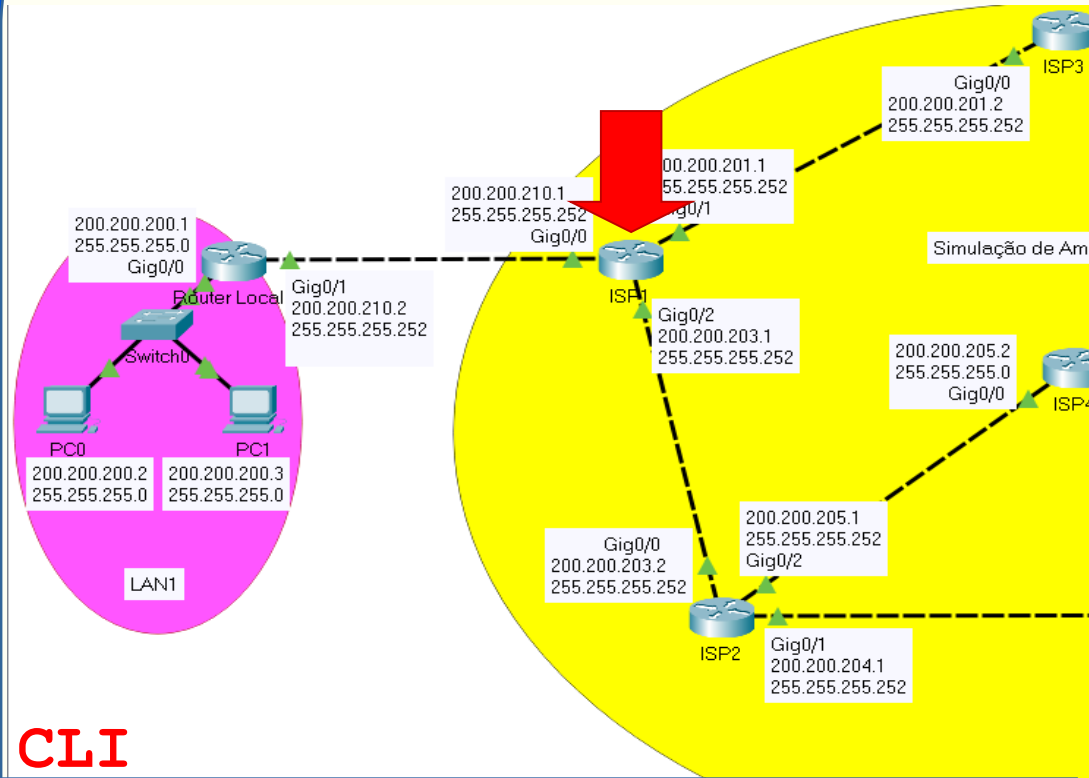 ISP3
Gig0/0
200.200.201.2
255.255.255.252
00.200.201.1
55.255.255.252
g0/1
200.200.210.1
255.255.255.252
Gig0/0
200.200.200.1
255.255.255.0
Gig0/0
Simulação de Am
Router Local
Gig0/1
200.200.210.2
255.255.255.252
ISP1
Gig0/2
200.200.203.1
255.255.255.252
Switch0
200.200.205.2
255.255.255.0
Gig0/0
ISP4
PC0
PC1
200.200.200.2
255.255.255.0
200.200.200.3
255.255.255.0
200.200.205.1
255.255.255.252
Gig0/2
Gig0/0
200.200.203.2
255.255.255.252
LAN1
ISP2
Gig0/1
200.200.204.1
255.255.255.252
CLI